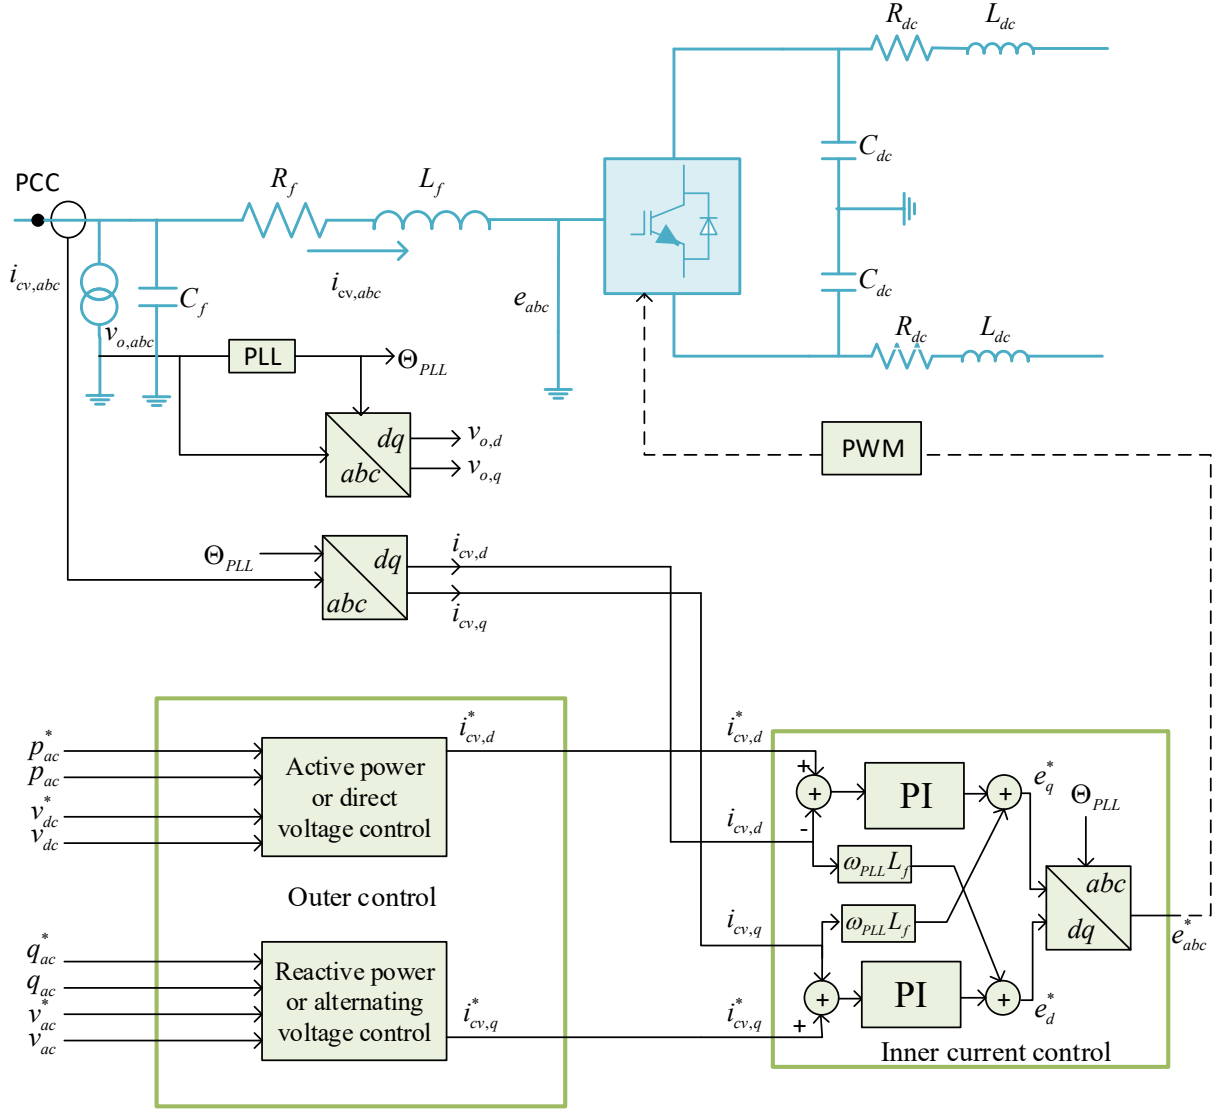 R_dc
L_dc
C_dc
PCC
R_f
L_f
i_cv,abc
C_f
i_cv,abc
e_abc
C_dc
v_o,abc
R_dc
L_dc
PLL
Θ_PLL
dq
abc
v_o,d
v_o,q
PWM
Θ_PLL
dq
abc
i_cv,d
i_cv,q
p*_ac
p_ac
v*_dc
v_dc
Active power
or direct
voltage control
i*_cv,d
i*_cv,d
+
+
-
PI
+
e*_q
Θ_PLL
i_cv,d
ω_PLL L_f
abc
dq
e*_abc
Outer control
i_cv,q
ω_PLL L_f
q*_ac
q_ac
v*_ac
v_ac
Reactive power
or alternating
voltage control
i*_cv,q
i*_cv,q
+
+
PI
+
e*_d
Inner current control